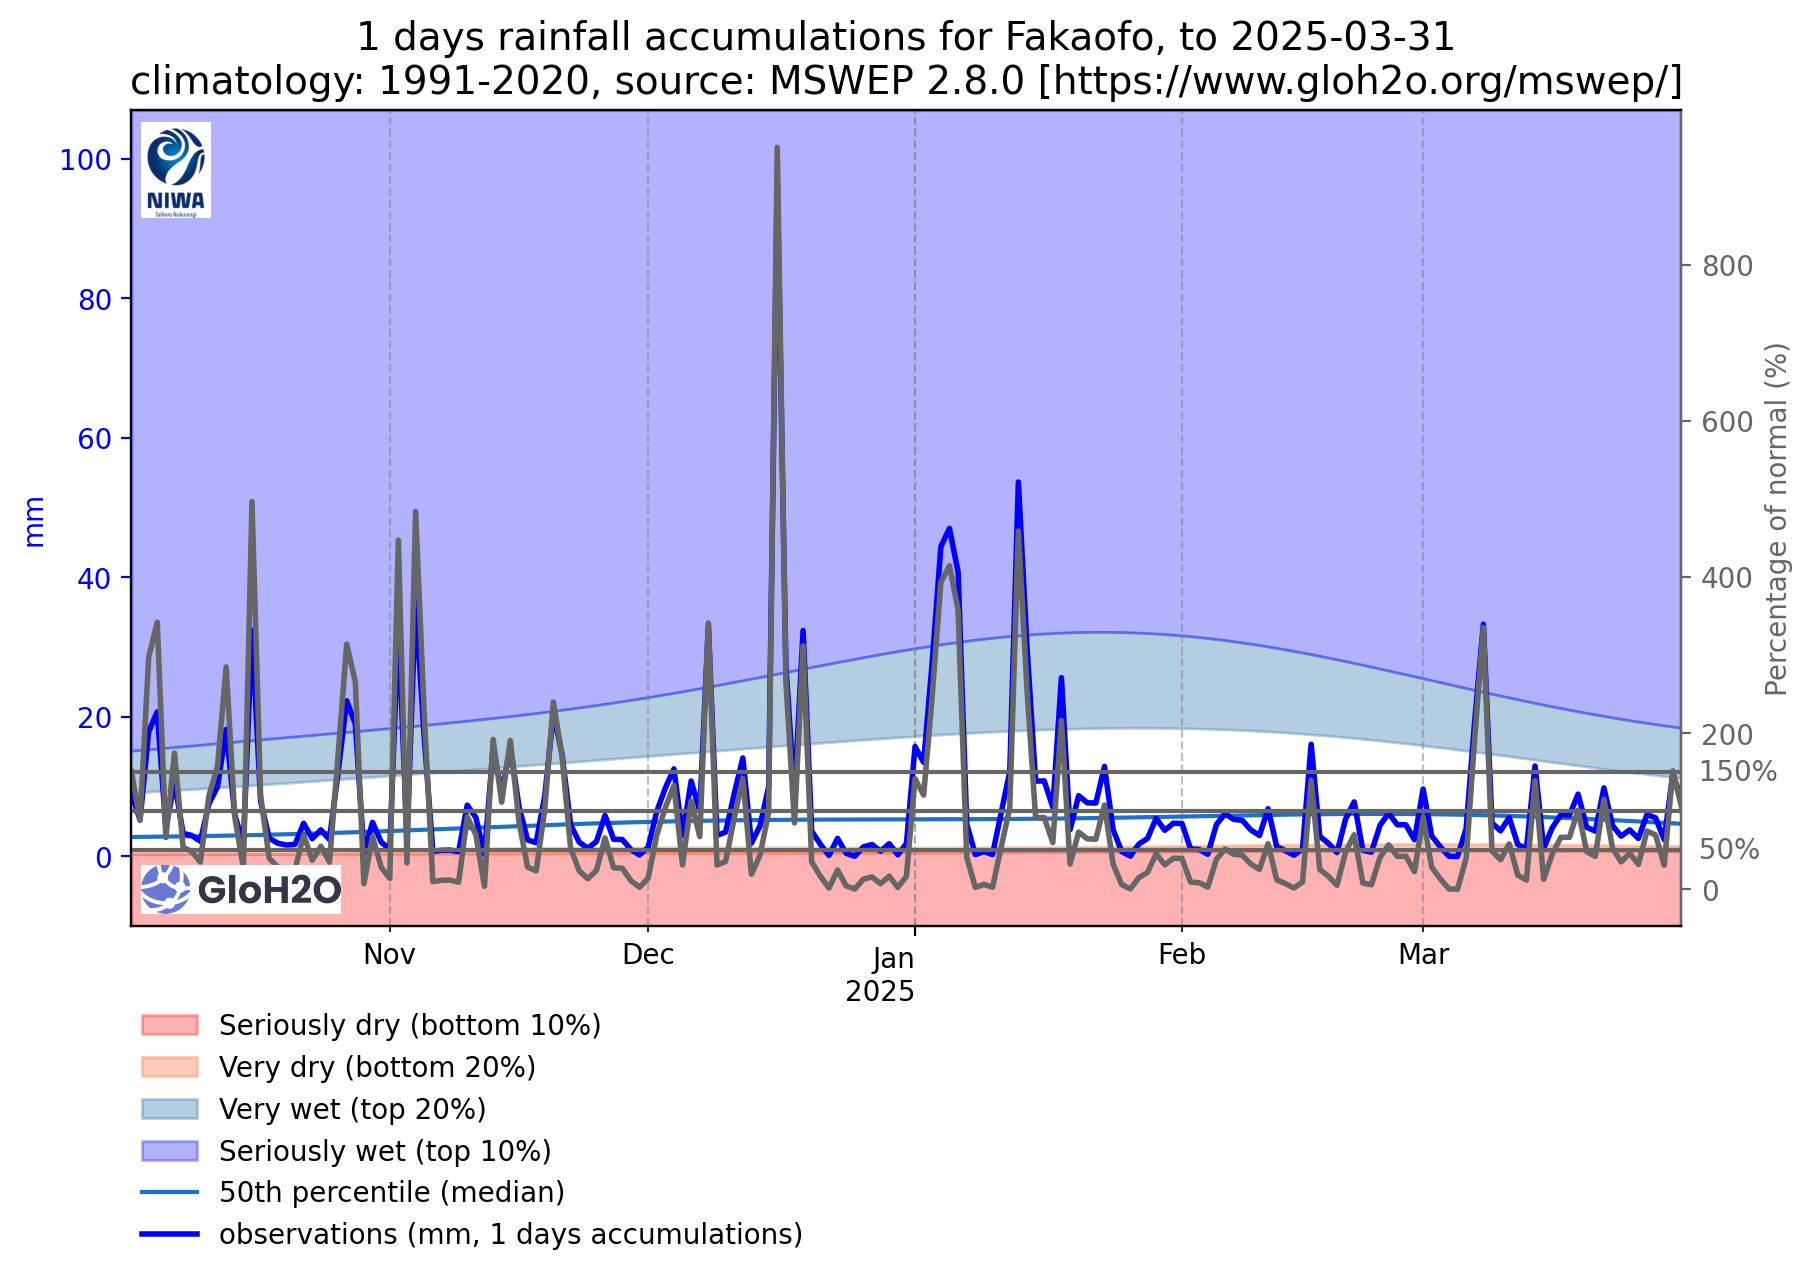 1 days rainfall accumulations for Fakaofo, to 2025-03-31
climatology: 1991-2020, source: MSWEP 2.8.0 [https://www.gloh2o.org/mswep/]
NIWA
Taihoro Nukurangi
100
80
60
40
20
0
mm
800
600
400
200
150%
50%
0
Percentage of normal (%)
GloH2O
Nov
Dec
Jan
2025
Feb
Mar
Seriously dry (bottom 10%)
Very dry (bottom 20%)
Very wet (top 20%)
Seriously wet (top 10%)
50th percentile (median)
observations (mm, 1 days accumulations)